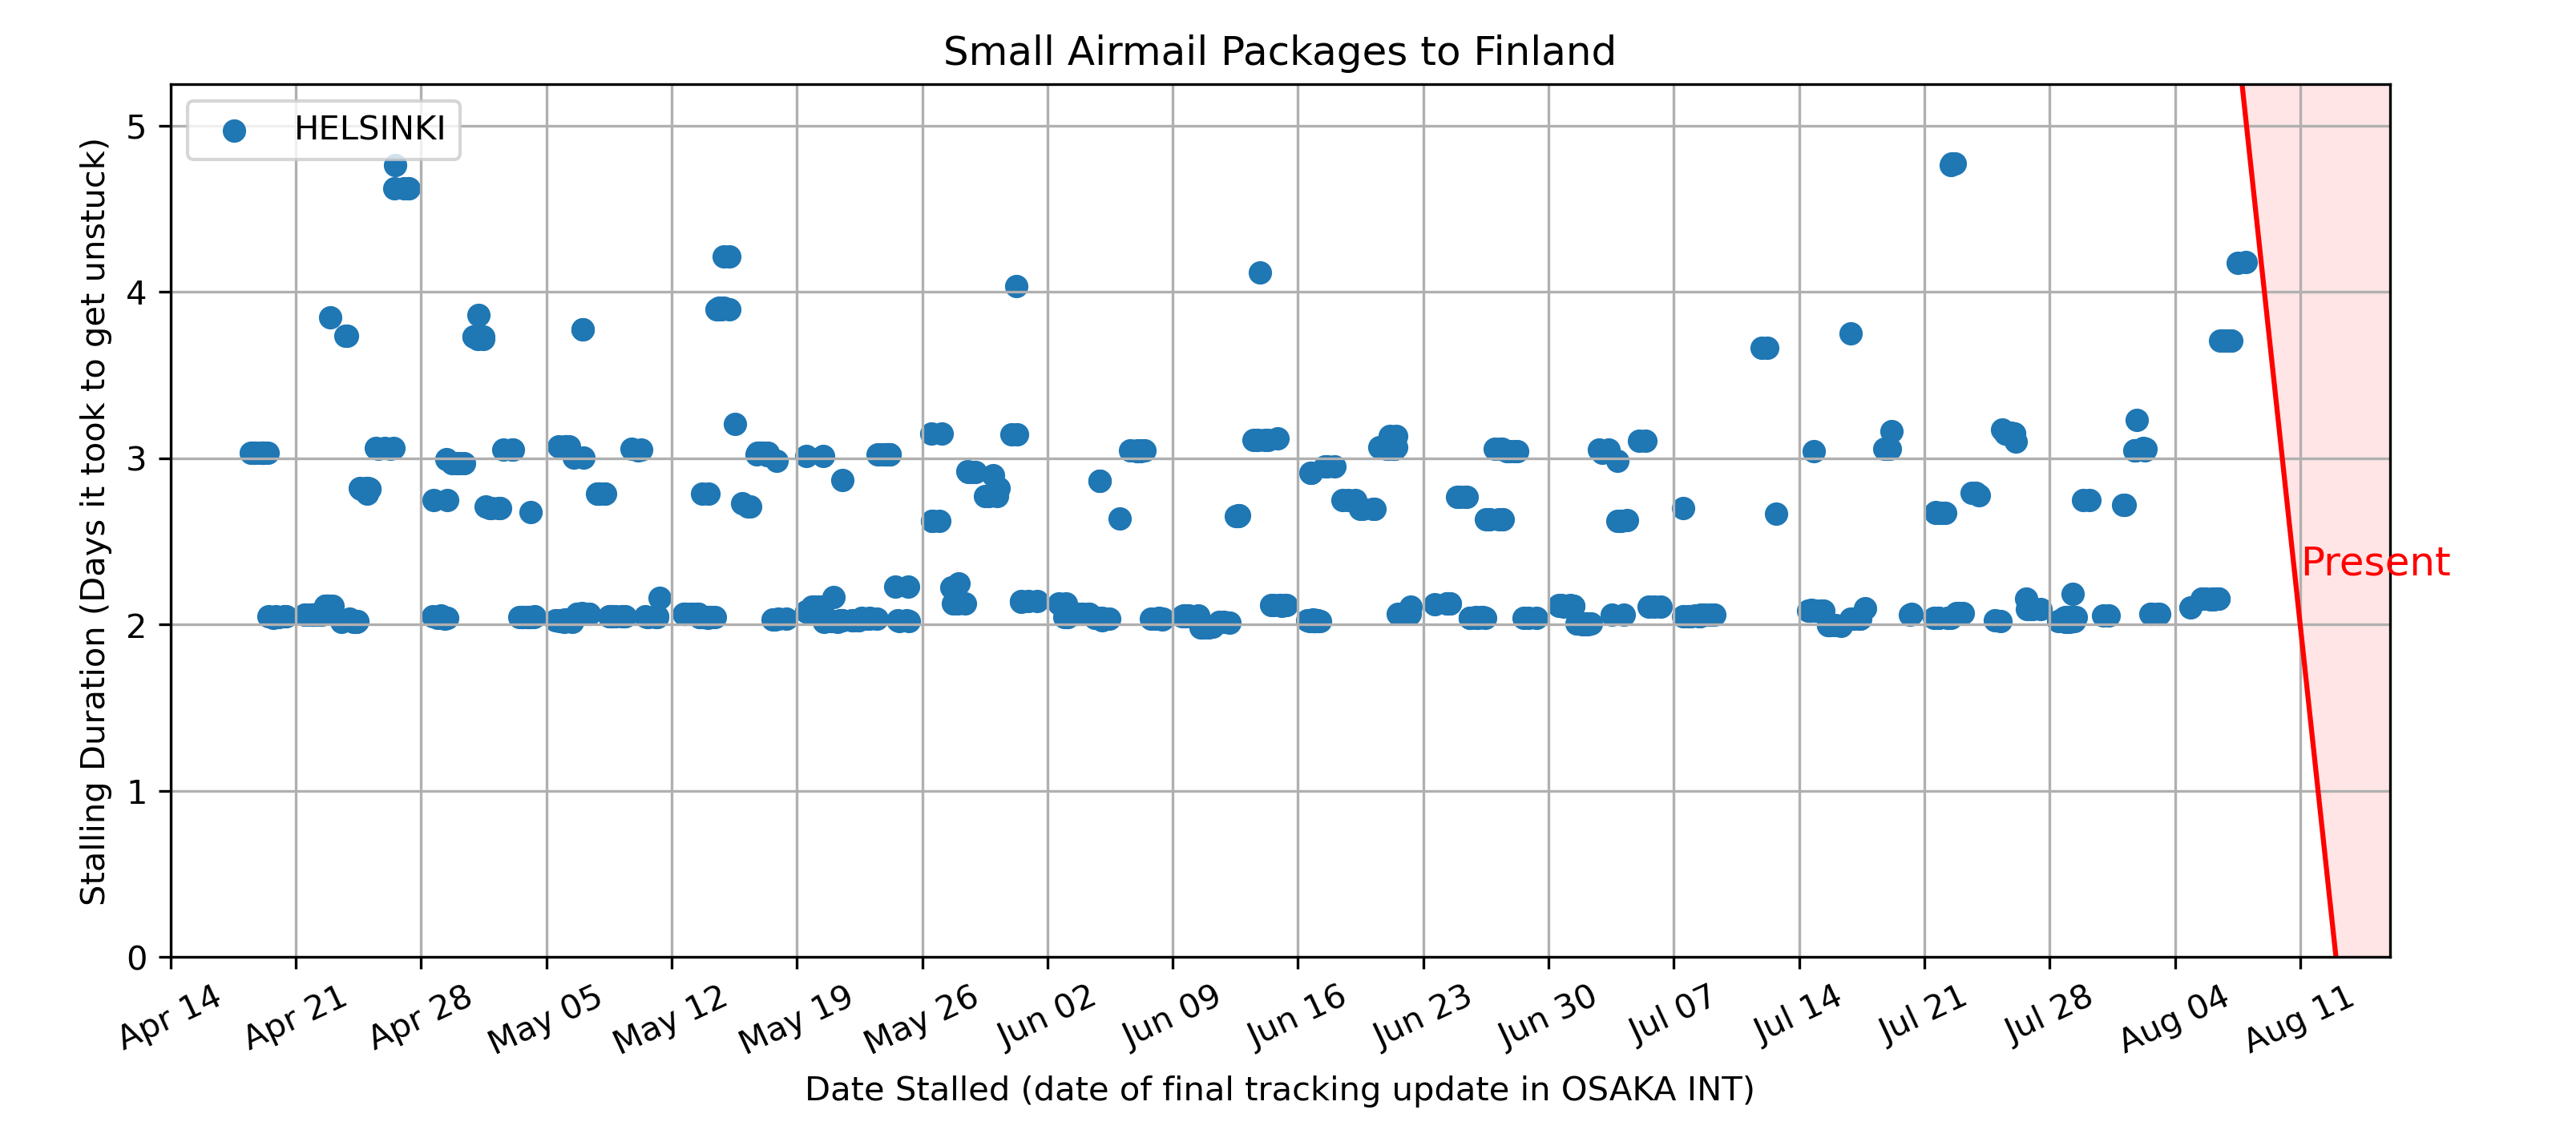 Small Airmail Packages to Finland
HELSINKI
Stalling Duration (Days it took to get unstuck)
5
4
3
2
1
0
Present
Apr 14
Apr 21
Apr 28
May 05
May 12
May 19
May 26
Jun 02
Jun 09
Jun 16
Jun 23
Jun 30
Jul 07
Jul 14
Jul 21
Jul 28
Aug 04
Aug 11
Date Stalled (date of final tracking update in OSAKA INT)